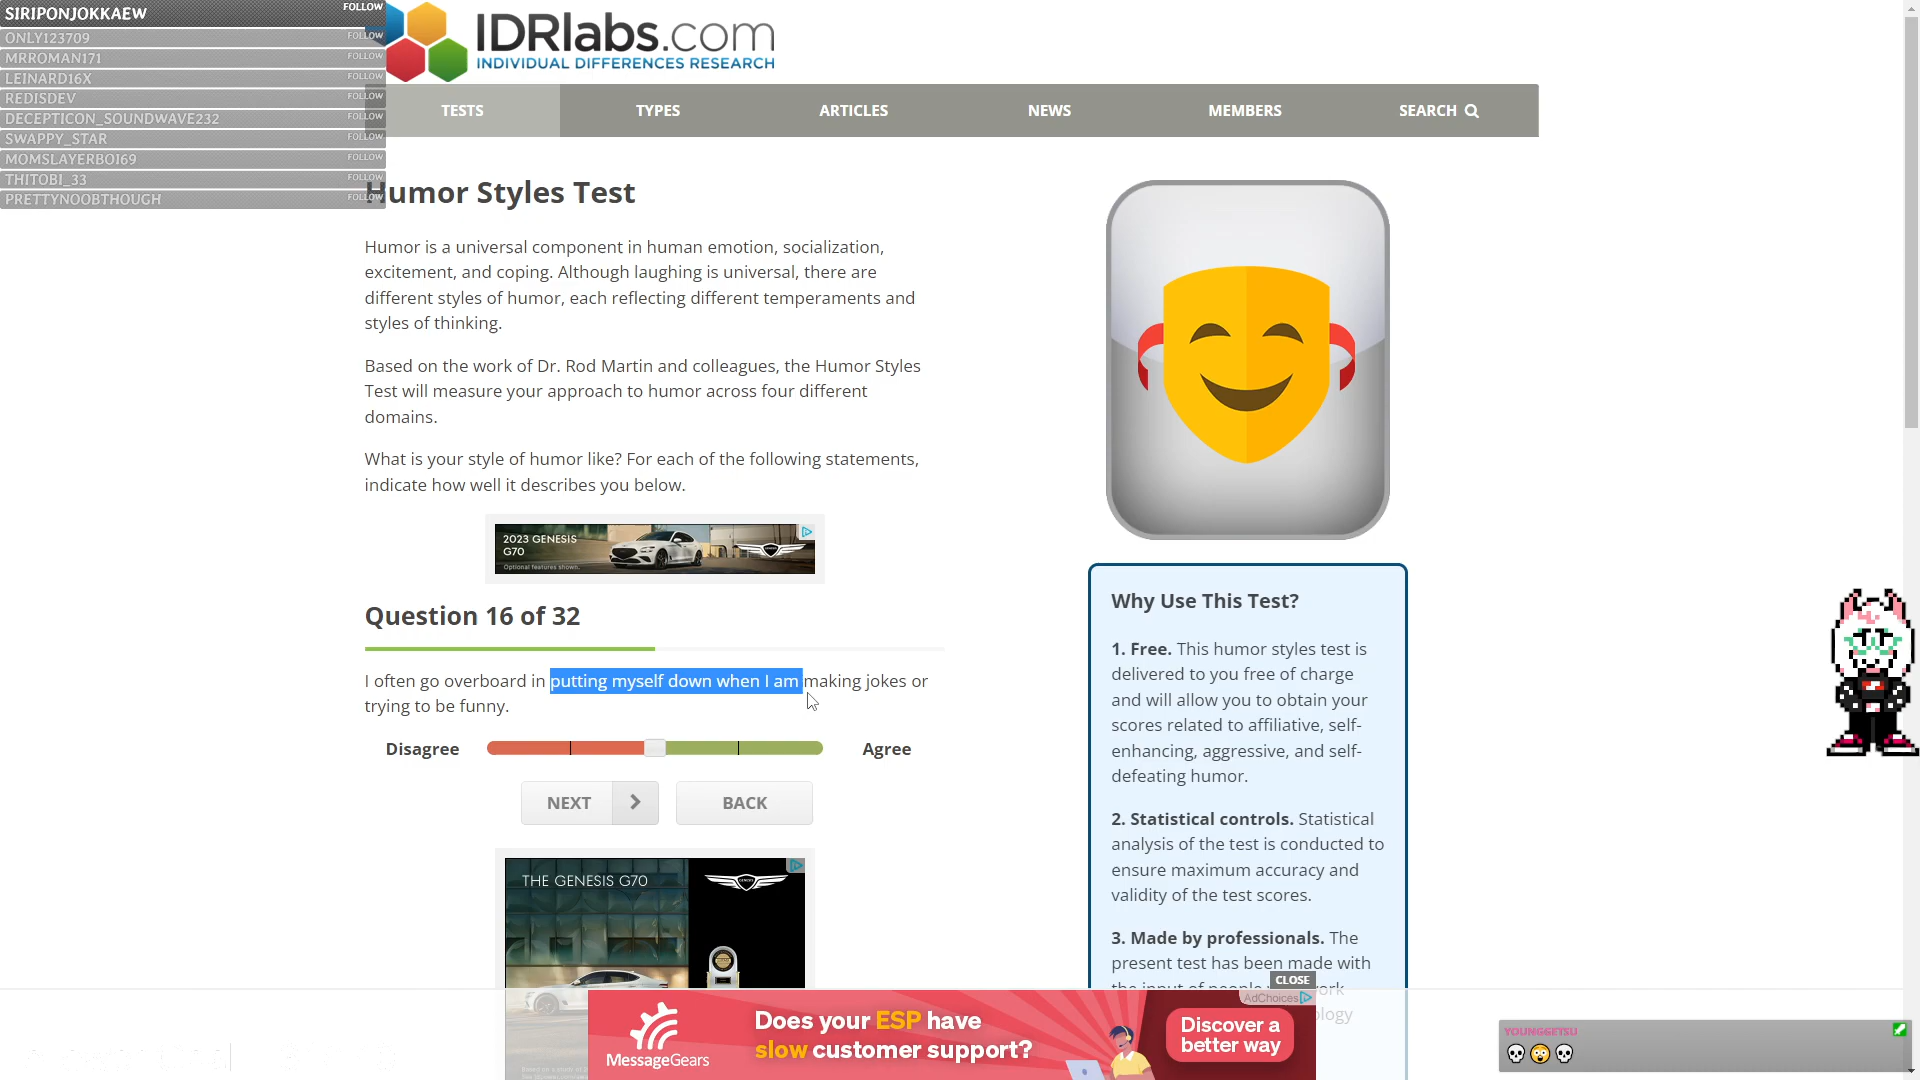 SIRIPONJOKKAEW FOLLOW
ONLY123709 FOLLOW
MRROMAN171 FOLLOW
LEINARD16X FOLLOW
REDISDEV FOLLOW
DECEPTICON_SOUNDWAVE232 FOLLOW
SWAPPY_STAR FOLLOW
MOMSLAYERBOI69 FOLLOW
THITOBI_33 FOLLOW
PRETTYNOOBTHOUGH FOLLOW
IDRlabs.com
INDIVIDUAL DIFFERENCES RESEARCH
TESTS TYPES ARTICLES NEWS MEMBERS SEARCH
Humor Styles Test
Humor is a universal component in human emotion, socialization,
excitement, and coping. Although laughing is universal, there are
different styles of humor, each reflecting different temperaments and
styles of thinking.
Based on the work of Dr. Rod Martin and colleagues, the Humor Styles
Test will measure your approach to humor across four different
domains.
What is your style of humor like? For each of the following statements,
indicate how well it describes you below.
2023 GENESIS
G70
Optional features shown.
Question 16 of 32
I often go overboard in putting myself down when I am making jokes or
trying to be funny.
Disagree Agree
NEXT BACK
THE GENESIS G70
Why Use This Test?
1. Free. This humor styles test is
delivered to you free of charge
and will allow you to obtain your
scores related to affiliative, self-
enhancing, aggressive, and self-
defeating humor.
2. Statistical controls. Statistical
analysis of the test is conducted to
ensure maximum accuracy and
validity of the test scores.
3. Made by professionals. The
present test has been made with
CLOSE
AdChoices
MessageGears
Does your ESP have
slow customer support?
Discover a
better way
YOUNGGETSU